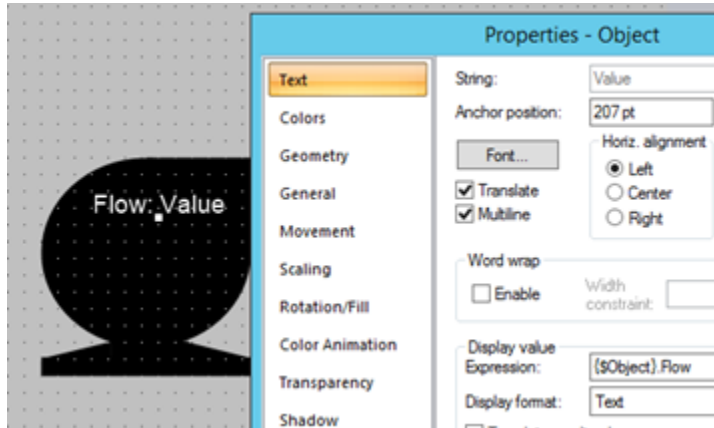 Properties - Object
Flow: Value
Text
Colors
Geometry
General
Movement
Scaling
Rotation/Fill
Color Animation
Transparency
Shadow
String: Value
Anchor position: 207 pt
Font...
Horiz. alignment
Left
Center
Right
Translate
Multiline
Word wrap
Enable
Width constraint:
Display value
Expression: {$Object}.Flow
Display format: Text